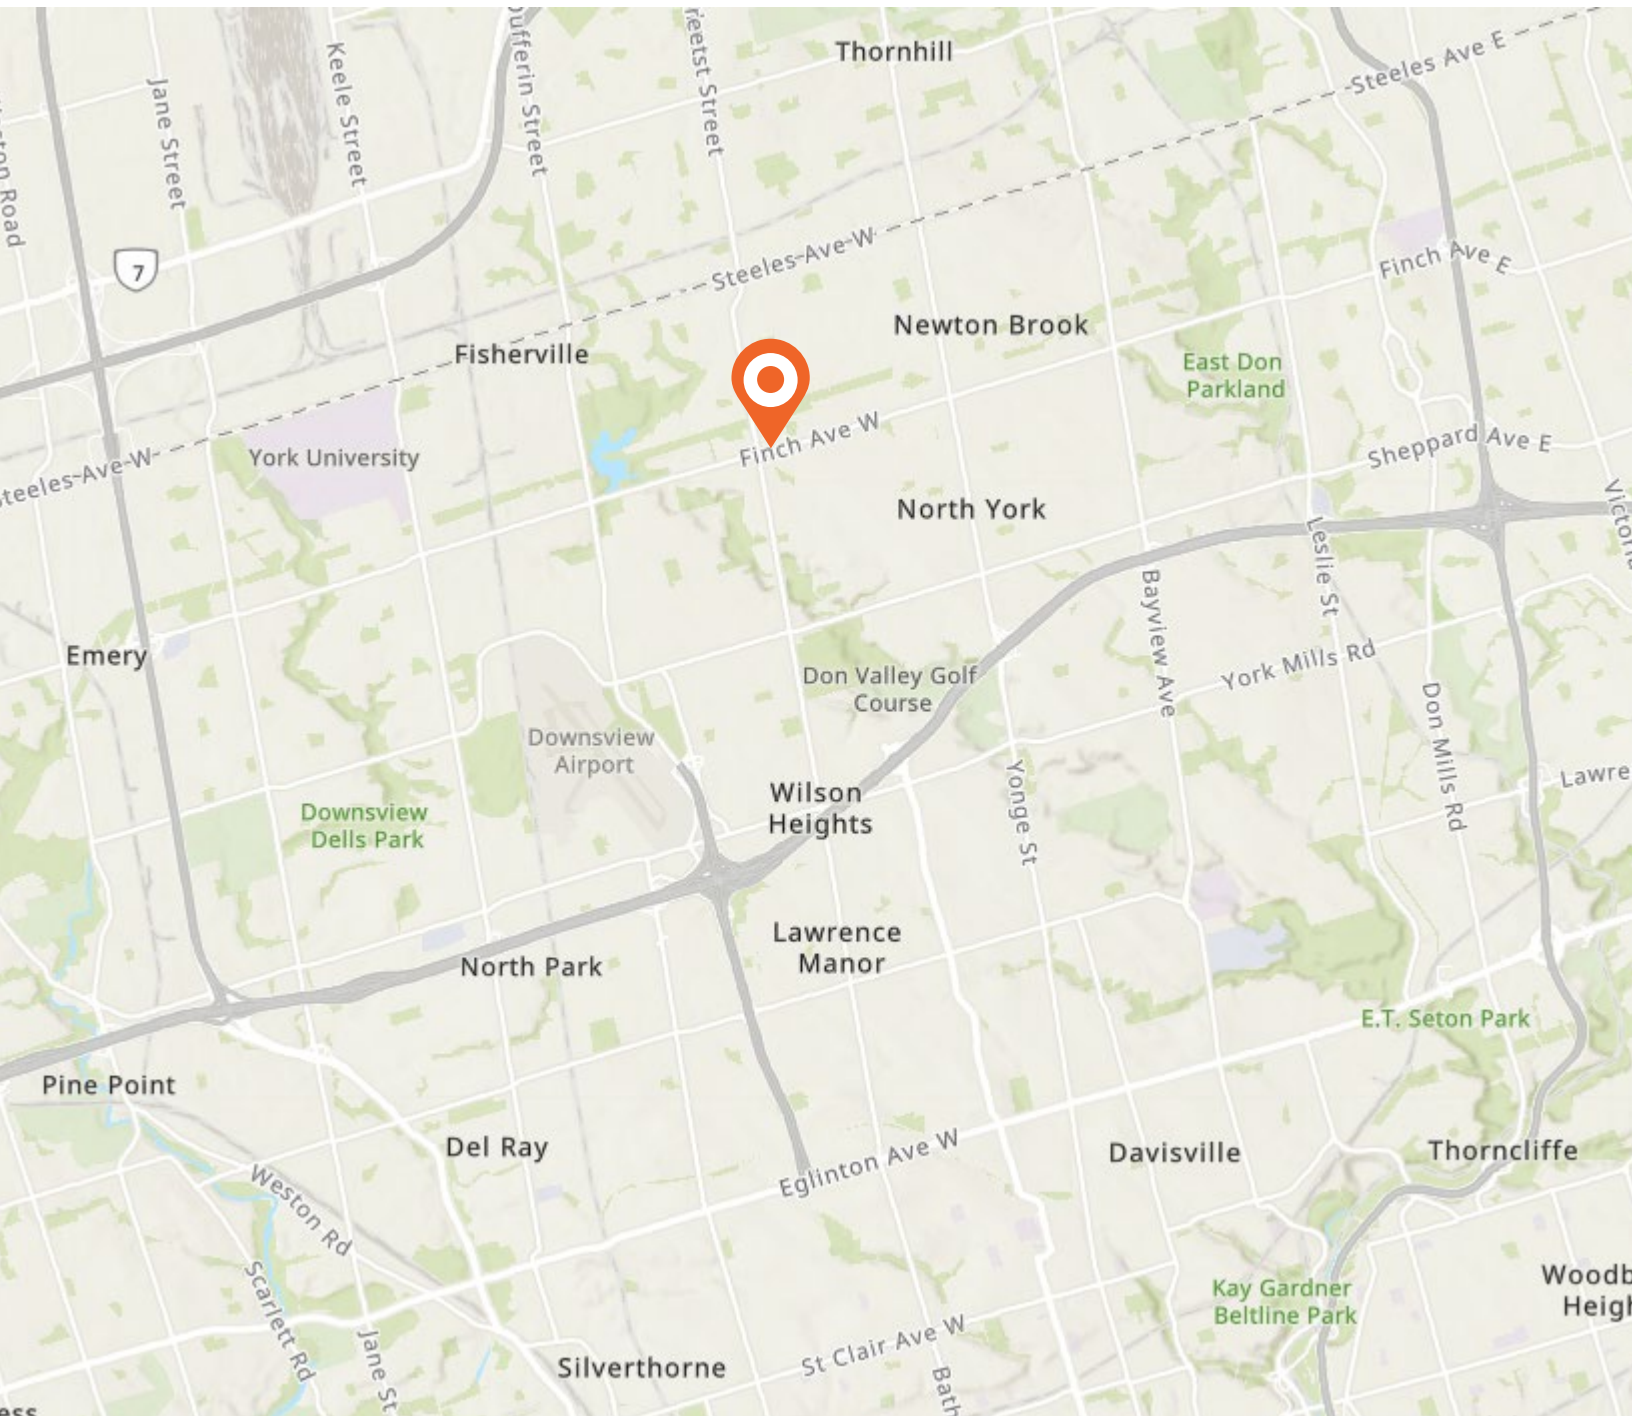 Thornhill
Steeles Ave E
Dufferin Street
Keele Street
Jane Street
Road
Street
7
Steeles Ave W
Finch Ave E
Newton Brook
Fisherville
East Don
Parkland
Finch Ave W
Sheppard Ave E
York University
Steeles Ave W
North York
Leslie St
Bayview Ave
Emery
York Mills Rd
Don Valley Golf
Course
Don Mills Rd
Downsview
Airport
Yonge St
Wilson
Heights
Downsview
Dells Park
Lawrence
Manor
North Park
E.T. Seton Park
Pine Point
Del Ray
Eglinton Ave W
Davisville
Thorncliffe
Weston Rd
Scarlett Rd
Kay Gardner
Beltline Park
Jane St
St Clair Ave W
Silverthorne